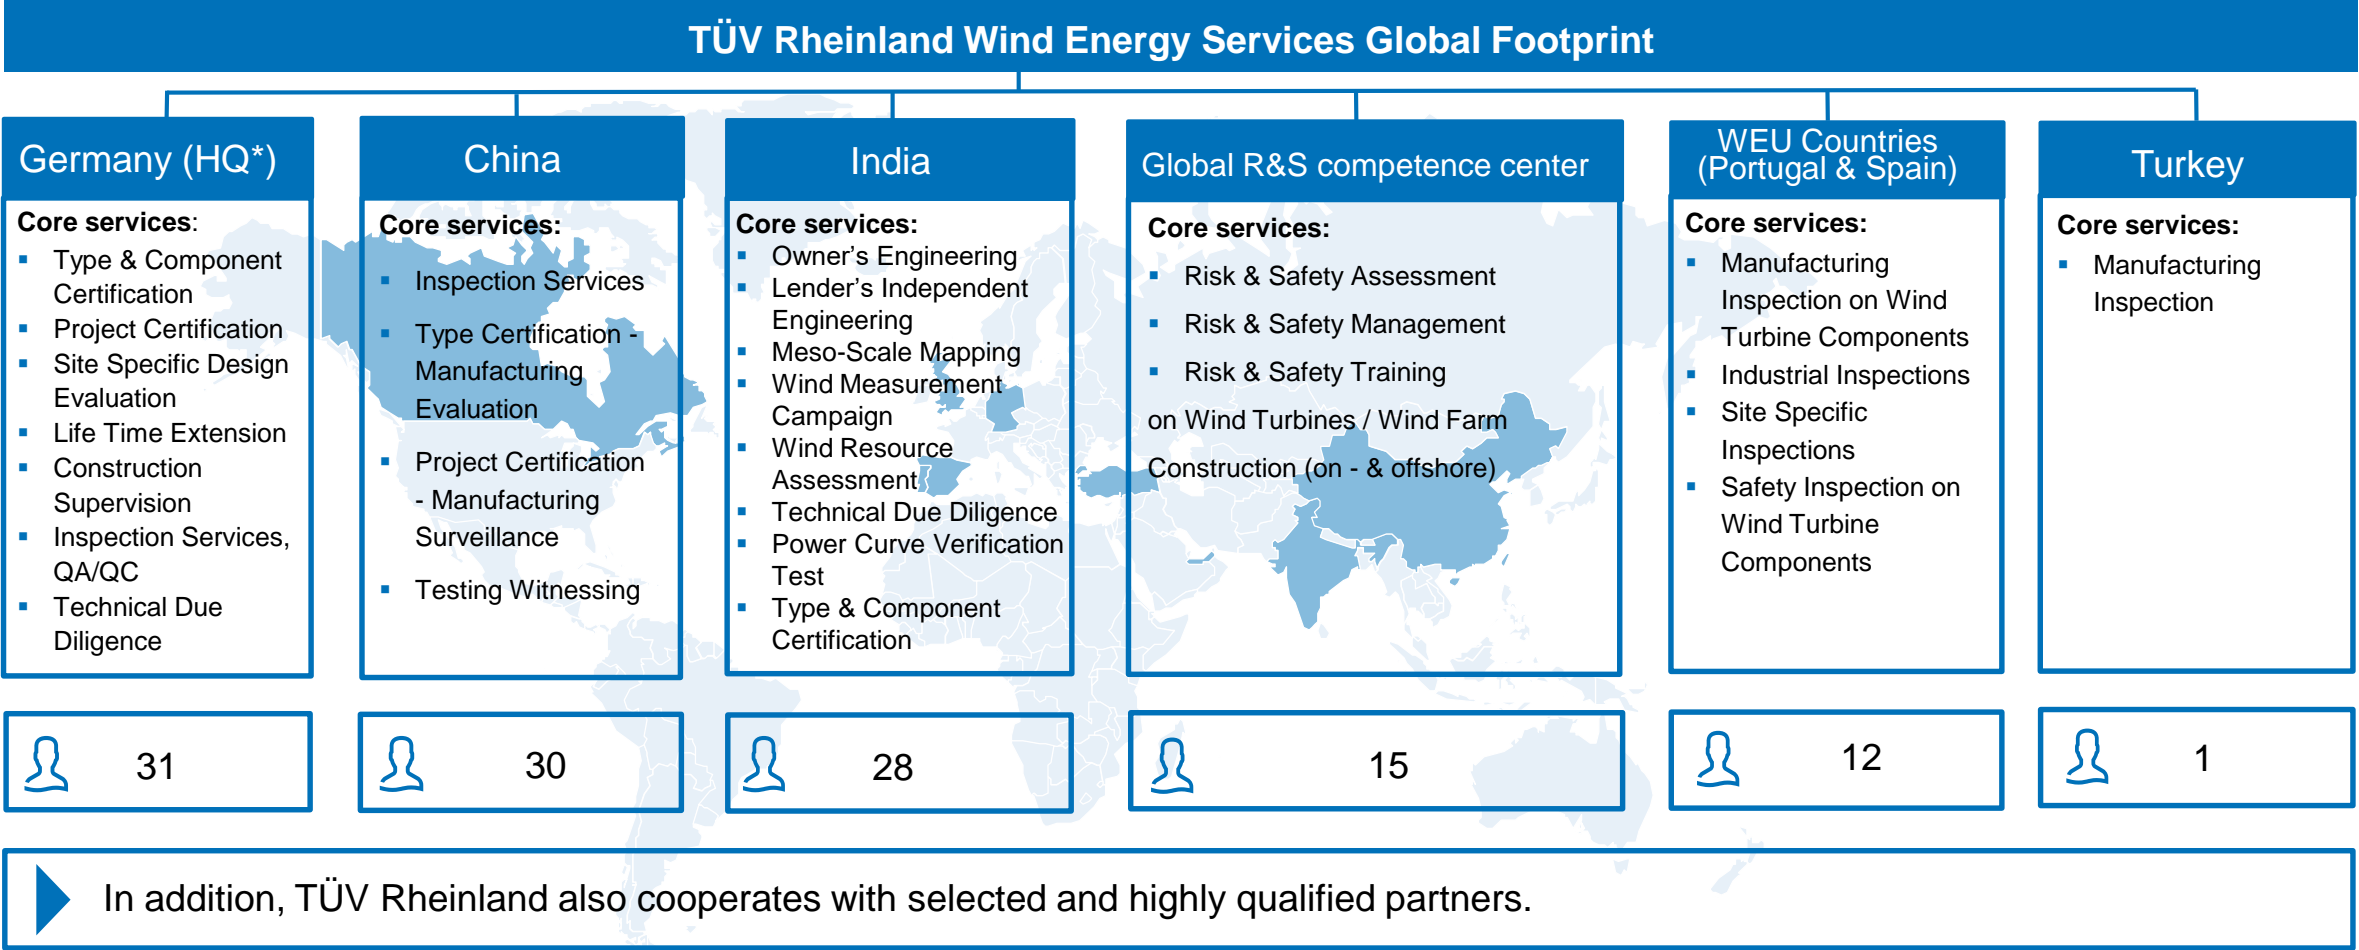 TÜV Rheinland Wind Energy Services Global Footprint
Germany (HQ*)
Core services:
▪ Type & Component
Certification
▪ Project Certification
▪ Site Specific Design
Evaluation
▪ Life Time Extension
▪ Construction
Supervision
▪ Inspection Services,
QA/QC
▪ Technical Due
Diligence
31
China
Core services:
▪ Inspection Services
▪ Type Certification -
Manufacturing
Evaluation
▪ Project Certification
- Manufacturing
Surveillance
▪ Testing Witnessing
30
India
Core services:
▪ Owner’s Engineering
▪ Lender’s Independent
Engineering
▪ Meso-Scale Mapping
▪ Wind Measurement
Campaign
▪ Wind Resource
Assessment
▪ Technical Due Diligence
▪ Power Curve Verification
Test
▪ Type & Component
Certification
28
Global R&S competence center
Core services:
▪ Risk & Safety Assessment
▪ Risk & Safety Management
▪ Risk & Safety Training
on Wind Turbines / Wind Farm
Construction (on - & offshore)
15
WEU Countries
(Portugal & Spain)
Core services:
▪ Manufacturing
Inspection on Wind
Turbine Components
▪ Industrial Inspections
▪ Site Specific
Inspections
▪ Safety Inspection on
Wind Turbine
Components
12
Turkey
Core services:
▪ Manufacturing
Inspection
1
In addition, TÜV Rheinland also cooperates with selected and highly qualified partners.